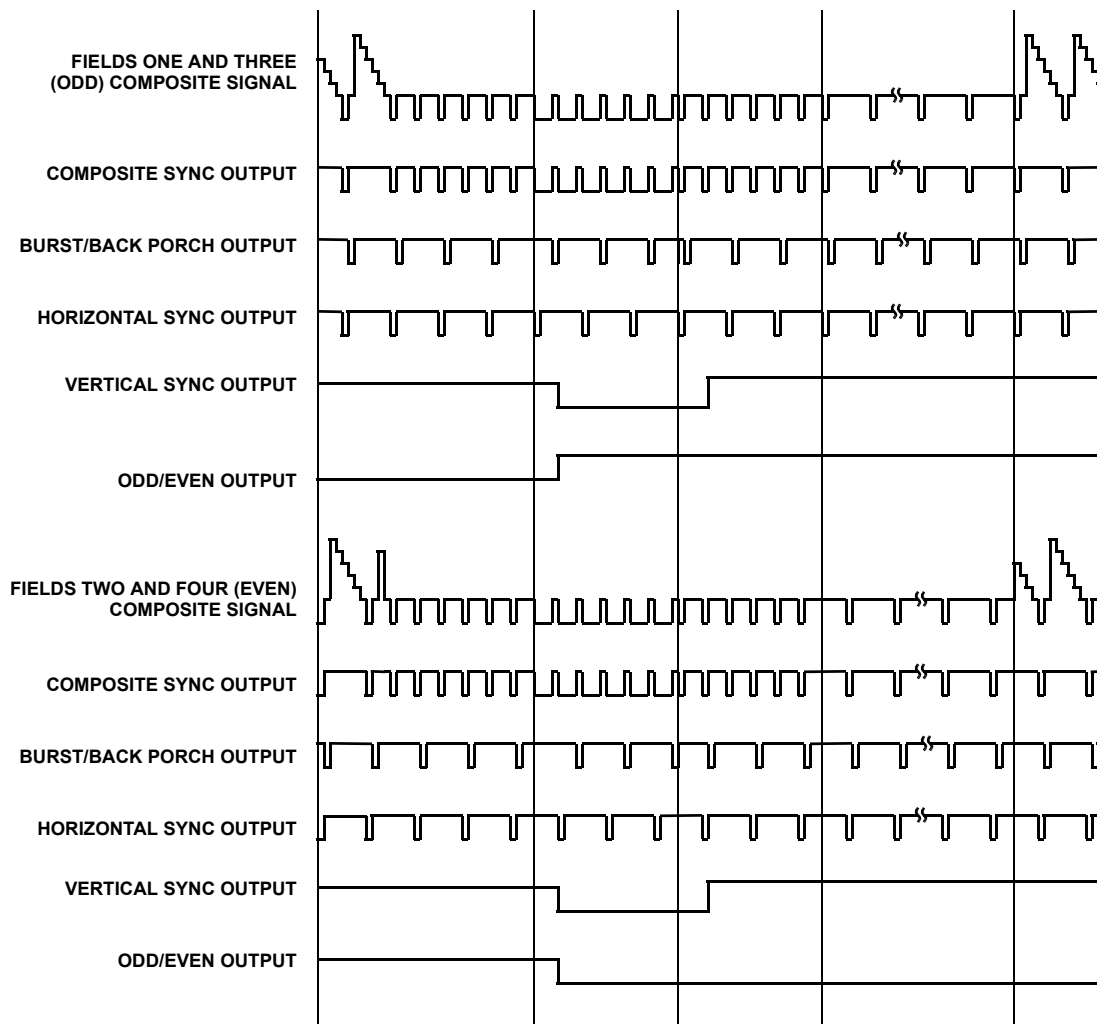 FIELDS ONE AND THREE
(ODD) COMPOSITE SIGNAL
COMPOSITE SYNC OUTPUT
BURST/BACK PORCH OUTPUT
HORIZONTAL SYNC OUTPUT
VERTICAL SYNC OUTPUT
ODD/EVEN OUTPUT
FIELDS TWO AND FOUR (EVEN)
COMPOSITE SIGNAL
COMPOSITE SYNC OUTPUT
BURST/BACK PORCH OUTPUT
HORIZONTAL SYNC OUTPUT
VERTICAL SYNC OUTPUT
ODD/EVEN OUTPUT